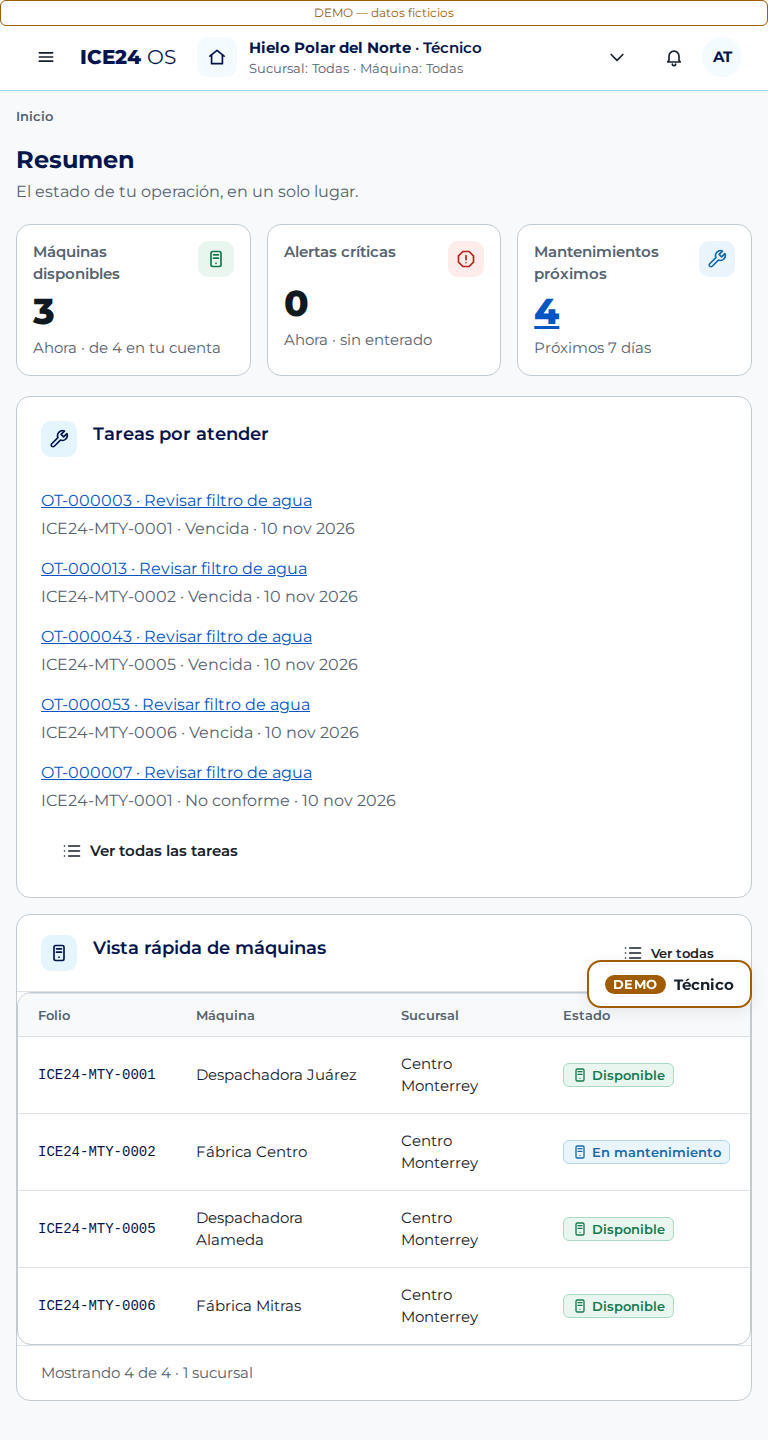 DEMO — datos ficticios
ICE24 OS
Hielo Polar del Norte · Técnico
Sucursal: Todas · Máquina: Todas
AT
Inicio
Resumen
El estado de tu operación, en un solo lugar.
Máquinas
disponibles
3
Ahora · de 4 en tu cuenta
Alertas críticas
0
Ahora · sin enterado
Mantenimientos
próximos
4
Próximos 7 días
Tareas por atender
OT-000003 · Revisar filtro de agua
ICE24-MTY-0001 · Vencida · 10 nov 2026
OT-000013 · Revisar filtro de agua
ICE24-MTY-0002 · Vencida · 10 nov 2026
OT-000043 · Revisar filtro de agua
ICE24-MTY-0005 · Vencida · 10 nov 2026
OT-000053 · Revisar filtro de agua
ICE24-MTY-0006 · Vencida · 10 nov 2026
OT-000007 · Revisar filtro de agua
ICE24-MTY-0001 · No conforme · 10 nov 2026
Ver todas las tareas
Vista rápida de máquinas
Ver todas
DEMO Técnico
Folio Máquina Sucursal Estado
ICE24-MTY-0001 Despachadora Juárez Centro Monterrey Disponible
ICE24-MTY-0002 Fábrica Centro Centro Monterrey En mantenimiento
ICE24-MTY-0005 Despachadora Alameda Centro Monterrey Disponible
ICE24-MTY-0006 Fábrica Mitras Centro Monterrey Disponible
Mostrando 4 de 4 · 1 sucursal